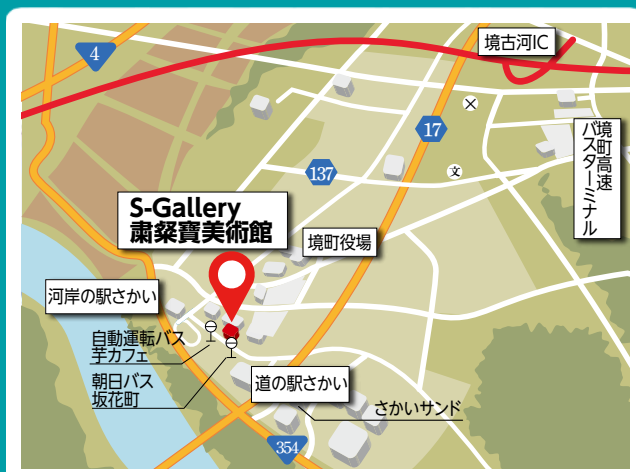 4
境古河IC
17
137
文
境町高速
バスターミナル
S-Gallery
粛粲寶美術館
境町役場
河岸の駅さかい
自動運転バス
芋カフェ
朝日バス
坂花町
道の駅さかい
さかいサンド
354